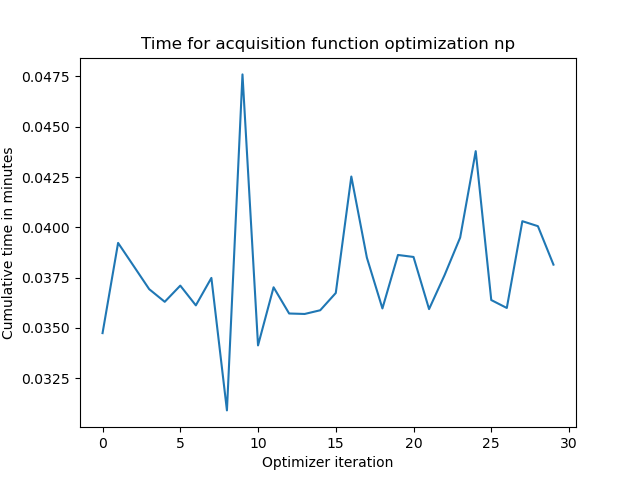 Time for acquisition function optimization np
Cumulative time in minutes
0.0475
0.0450
0.0425
0.0400
0.0375
0.0350
0.0325
0 5 10 15 20 25 30
Optimizer iteration